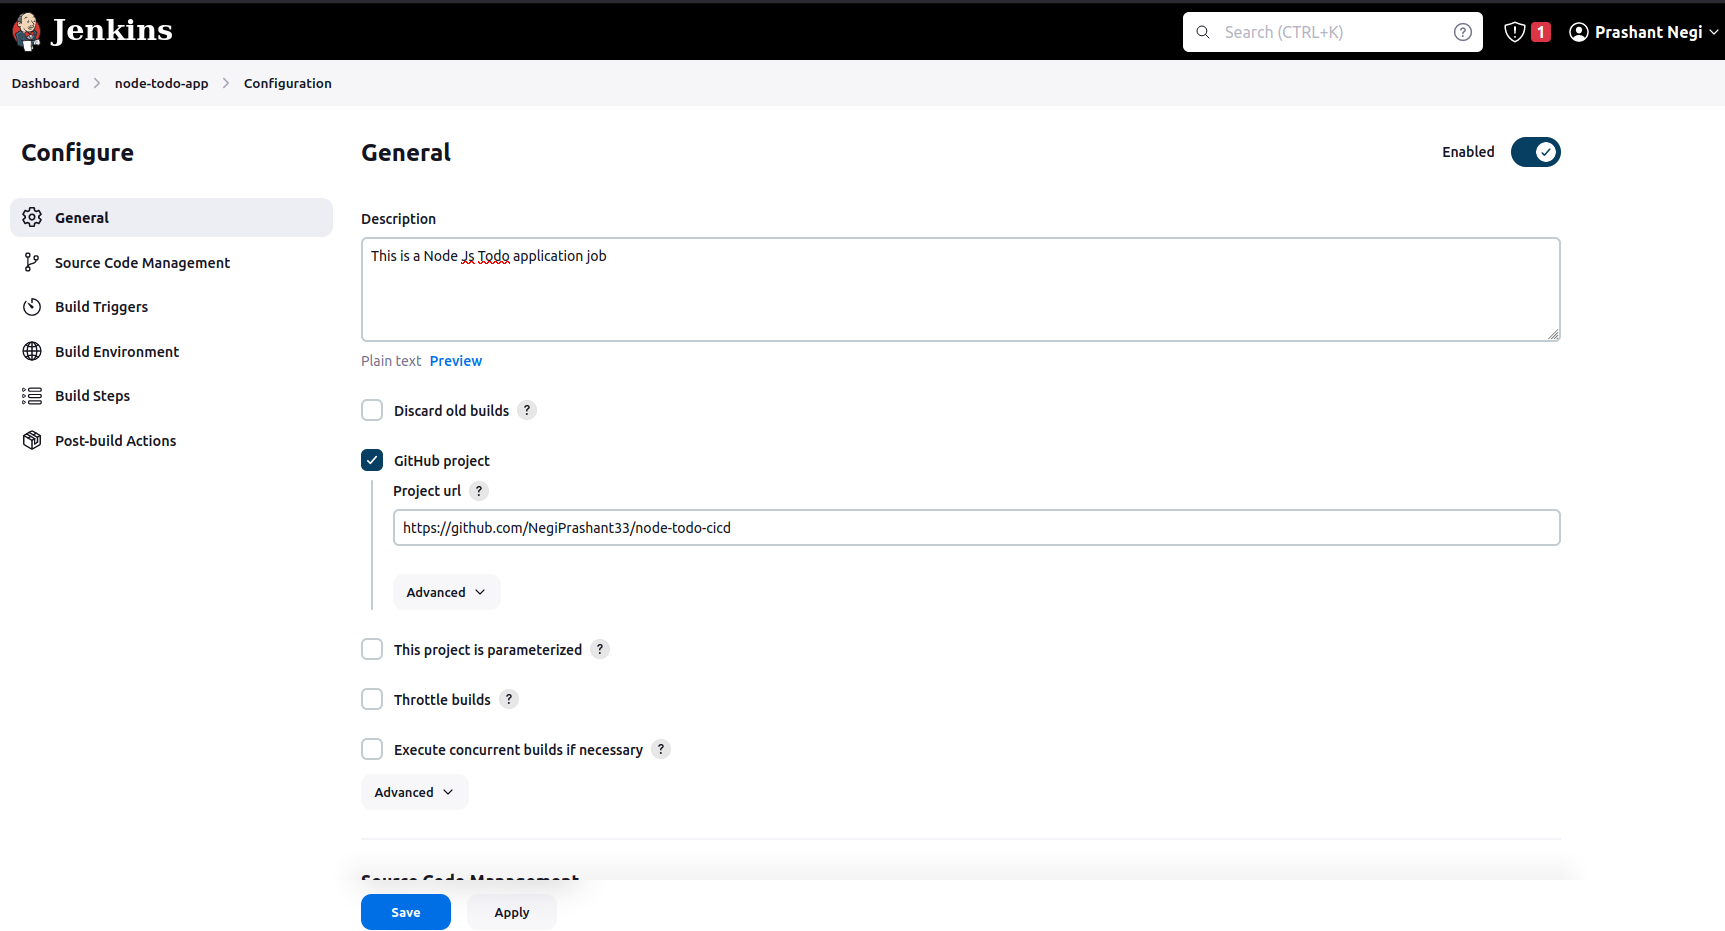 Jenkins
Search (CTRL+K)
?
1
Prashant Negi
Dashboard
node-todo-app
Configuration
Configure
General
Source Code Management
Build Triggers
Build Environment
Build Steps
Post-build Actions
General
Enabled
Description
This is a Node Js Todo application job
Plain text Preview
Discard old builds ?
GitHub project
Project url ?
https://github.com/NegiPrashant33/node-todo-cicd
Advanced
This project is parameterized ?
Throttle builds ?
Execute concurrent builds if necessary ?
Advanced
Source Code Management
Save
Apply